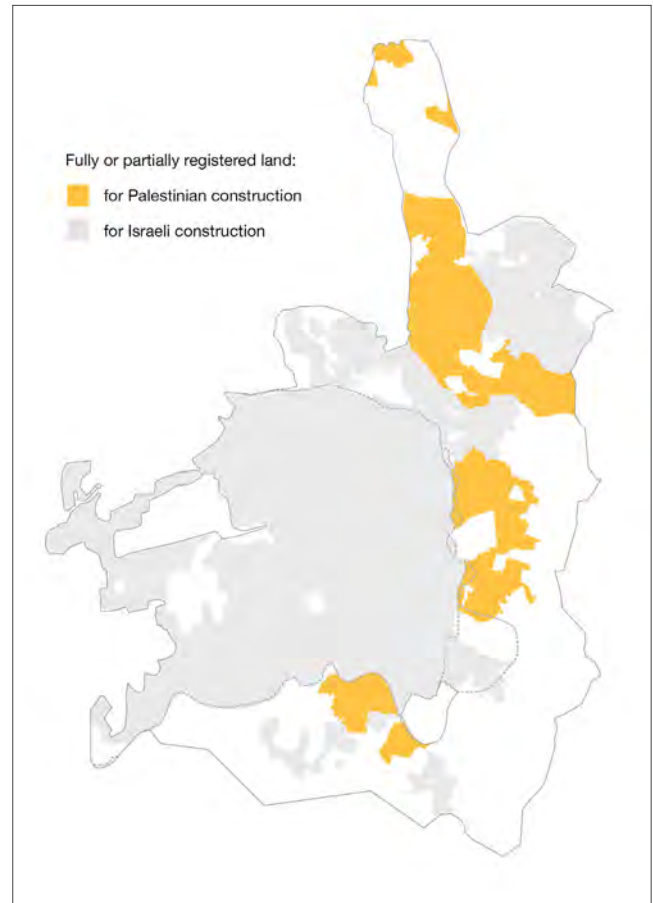 Fully or partially registered land:
for Palestinian construction
for Israeli construction